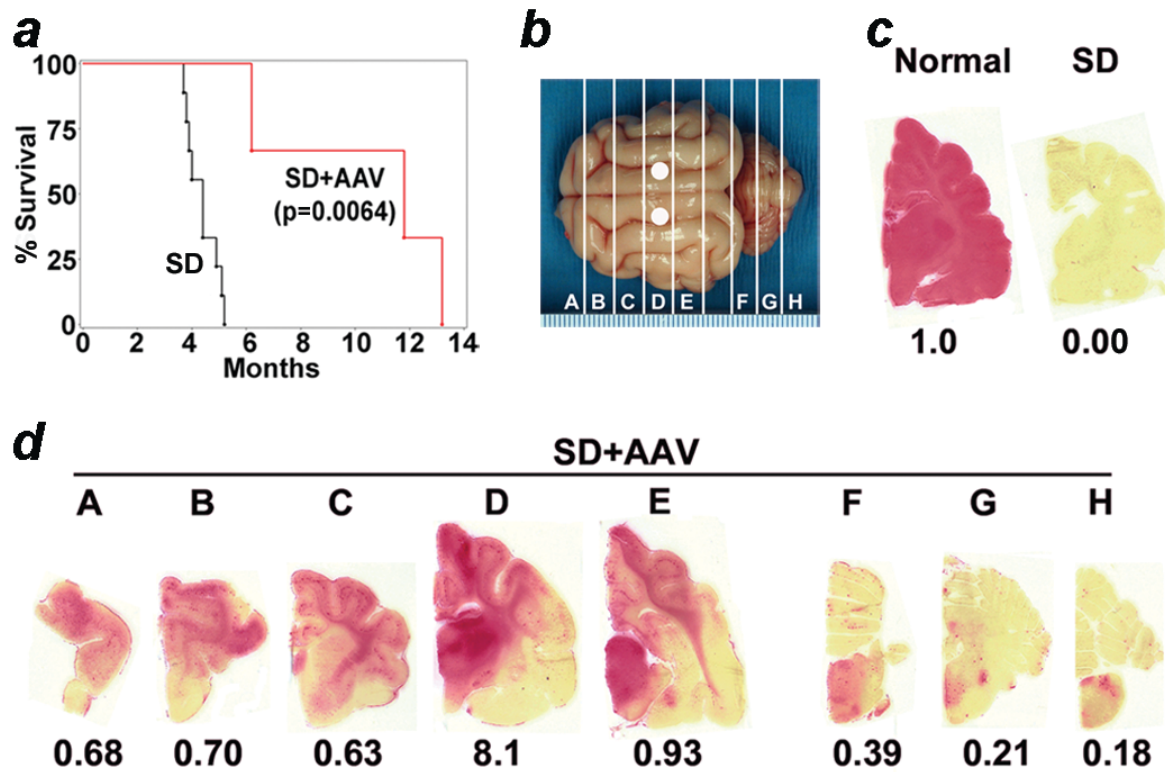 a
100
75
50
25
0
% Survival
SD+AAV
(p=0.0064)
SD
0 2 4 6 8 10 12 14
Months
b
A B C D E F G H
c
Normal SD
1.0 0.00
d
SD+AAV
A B C D E F G H
0.68 0.70 0.63 8.1 0.93 0.39 0.21 0.18